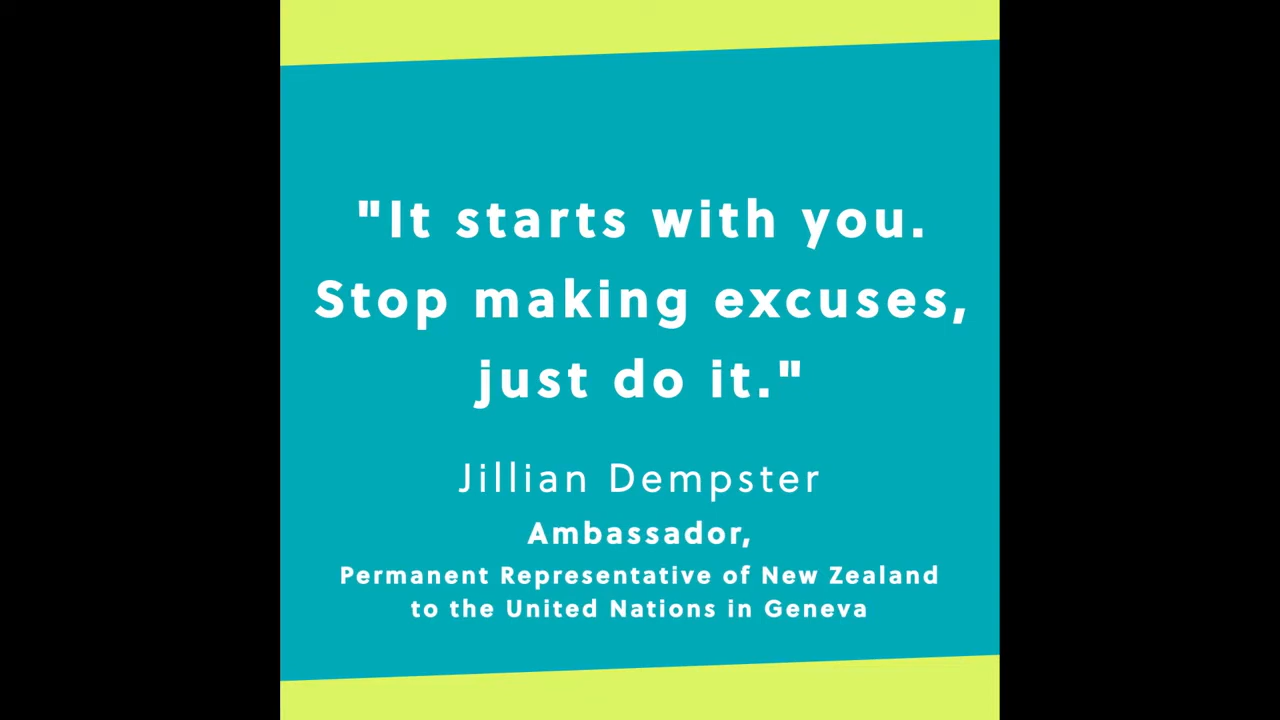 "It starts with you.
Stop making excuses,
just do it."
Jillian Dempster
Ambassador,
Permanent Representative of New Zealand
to the United Nations in Geneva